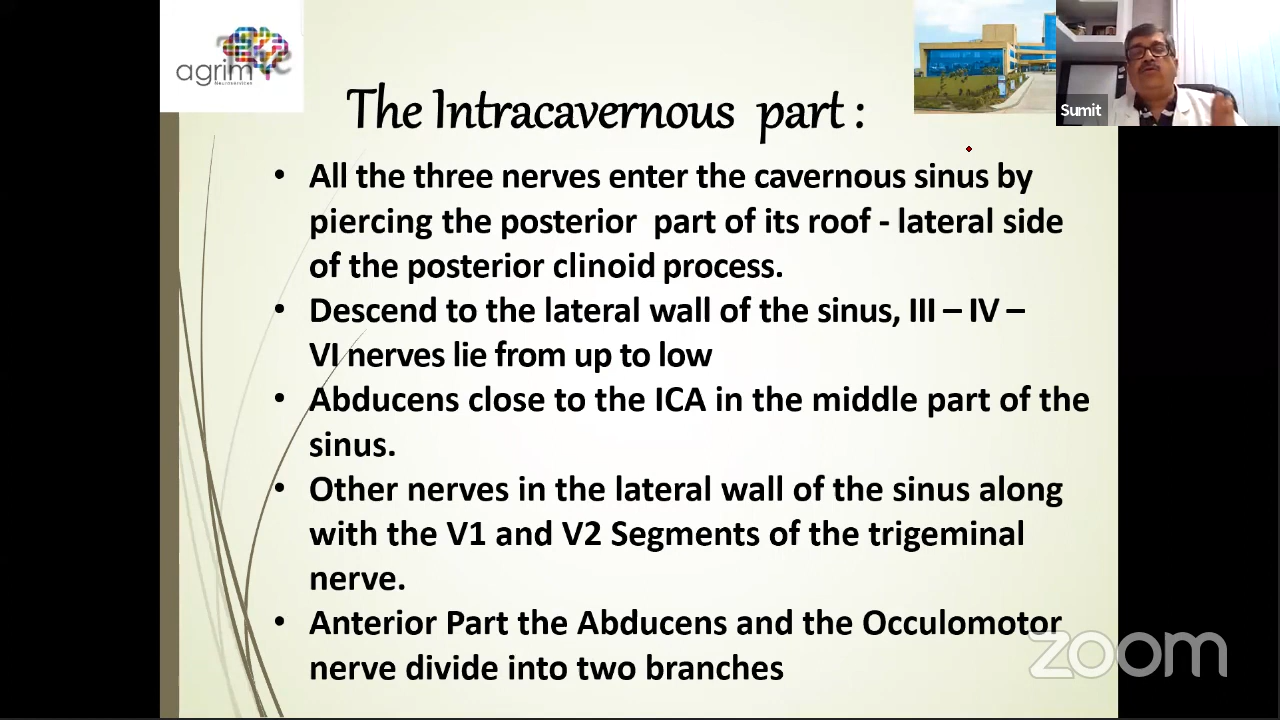 agrim
Neuroservices
Sumit
The Intracavernous part :
• All the three nerves enter the cavernous sinus by
piercing the posterior part of its roof - lateral side
of the posterior clinoid process.
• Descend to the lateral wall of the sinus, III – IV –
VI nerves lie from up to low
• Abducens close to the ICA in the middle part of the
sinus.
• Other nerves in the lateral wall of the sinus along
with the V1 and V2 Segments of the trigeminal
nerve.
• Anterior Part the Abducens and the Occulomotor
nerve divide into two branches
zoom